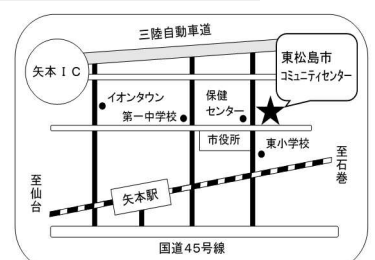 三陸自動車道
矢本IC
東松島市
コミュニティセンター
イオンタウン
第一中学校
保健
センター
市役所
東小学校
至石巻
至仙台
矢本駅
国道45号線